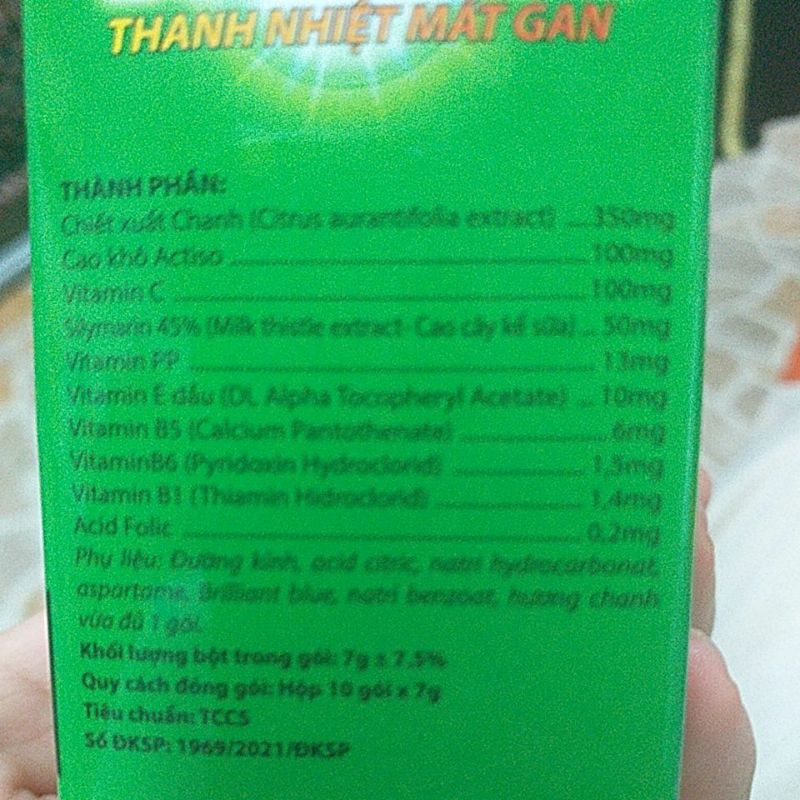 THANH NHIỆT MÁT GAN
THÀNH PHẦN:
Chiết xuất Chanh (Citrus aurantifolia extract) ... 350mg
Cao khô Actiso ... 100mg
Vitamin C ... 100mg
Silymarin 45% (Milk thistle extract- Cao cây kế sữa) ... 50mg
Vitamin PP ... 13mg
Vitamin E dầu (DL Alpha Tocopheryl Acetate) ... 10mg
Vitamin B5 (Calcium Pantothenate) ... 6mg
VitaminB6 (Pyridoxin Hydroclorid) ... 1,5mg
Vitamin B1 (Thiamin Hidroclorid) ... 1,4mg
Acid Folic ... 0,2mg
Phụ liệu: Đường kính, acid citric, natri hydrocarbonat,
aspartame, Brilliant blue, natri benzoat, hương chanh
vừa đủ 1 gói.
Khối lượng bột trong gói: 7g ± 7,5%
Quy cách đóng gói: Hộp 10 gói x 7g
Tiêu chuẩn: TCCS
Số ĐKSP: 1969/2021/ĐKSP